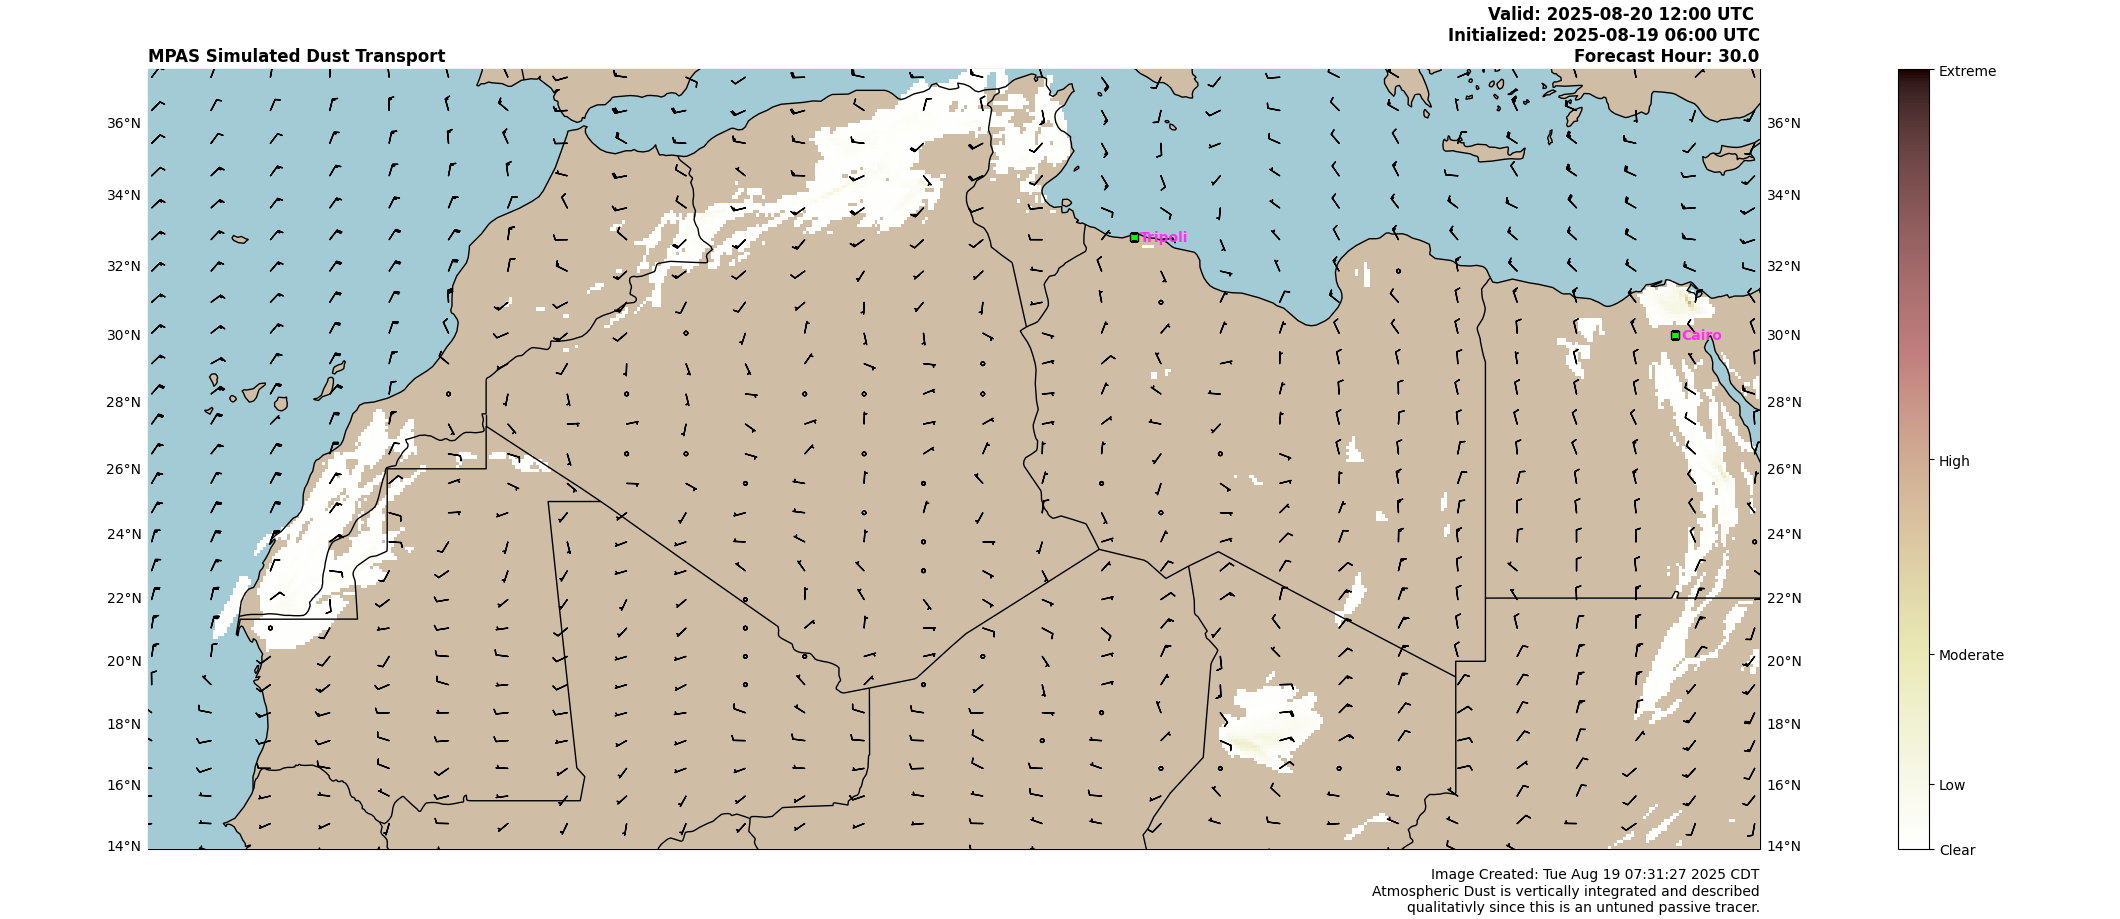 Valid: 2025-08-20 12:00 UTC
Initialized: 2025-08-19 06:00 UTC
MPAS Simulated Dust Transport
Forecast Hour: 30.0
Extreme
36°N
36°N
34°N
34°N
Tripoli
32°N
32°N
30°N
Cairo
30°N
28°N
28°N
High
26°N
26°N
24°N
24°N
22°N
22°N
Moderate
20°N
20°N
18°N
18°N
16°N
16°N
Low
14°N
14°N
Clear
Image Created: Tue Aug 19 07:31:27 2025 CDT
Atmospheric Dust is vertically integrated and described
qualitativly since this is an untuned passive tracer.